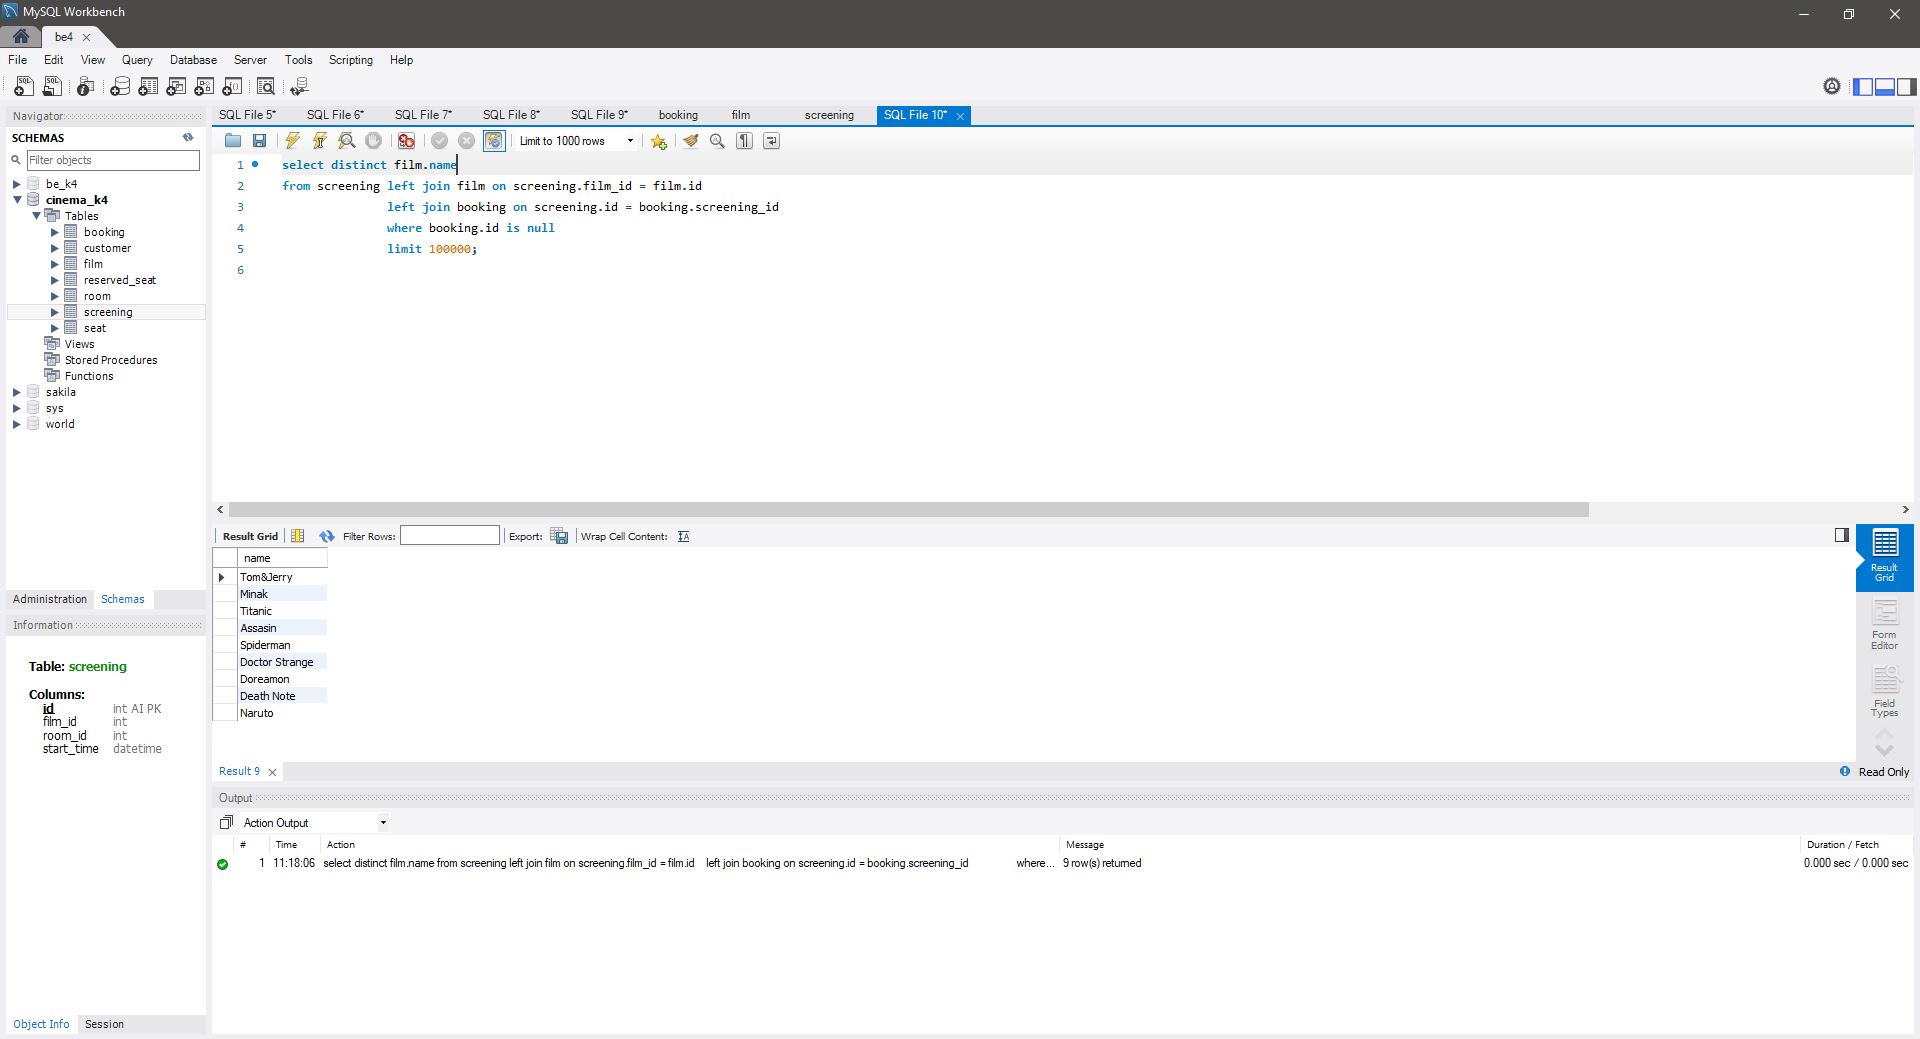 MySQL Workbench
be4
File Edit View Query Database Server Tools Scripting Help
Navigator
SCHEMAS
Filter objects
be_k4
cinema_k4
Tables
booking
customer
film
reserved_seat
room
screening
seat
Views
Stored Procedures
Functions
sakila
sys
world
Administration Schemas
Information
Table: screening
Columns:
id int AI PK
film_id int
room_id int
start_time datetime
Object Info Session
SQL File 5* SQL File 6* SQL File 7* SQL File 8* SQL File 9* booking film screening SQL File 10*
Limit to 1000 rows
1 select distinct film.name
2 from screening left join film on screening.film_id = film.id
3 left join booking on screening.id = booking.screening_id
4 where booking.id is null
5 limit 100000;
6
Result Grid Filter Rows: Export: Wrap Cell Content:
name
Tom&Jerry
Minak
Titanic
Assasin
Spiderman
Doctor Strange
Doreamon
Death Note
Naruto
Result Grid
Form Editor
Field Types
Result 9
Read Only
Output
Action Output
# Time Action Message Duration / Fetch
1 11:18:06 select distinct film.name from screening left join film on screening.film_id = film.id left join booking on screening.id = booking.screening_id where... 9 row(s) returned 0.000 sec / 0.000 sec